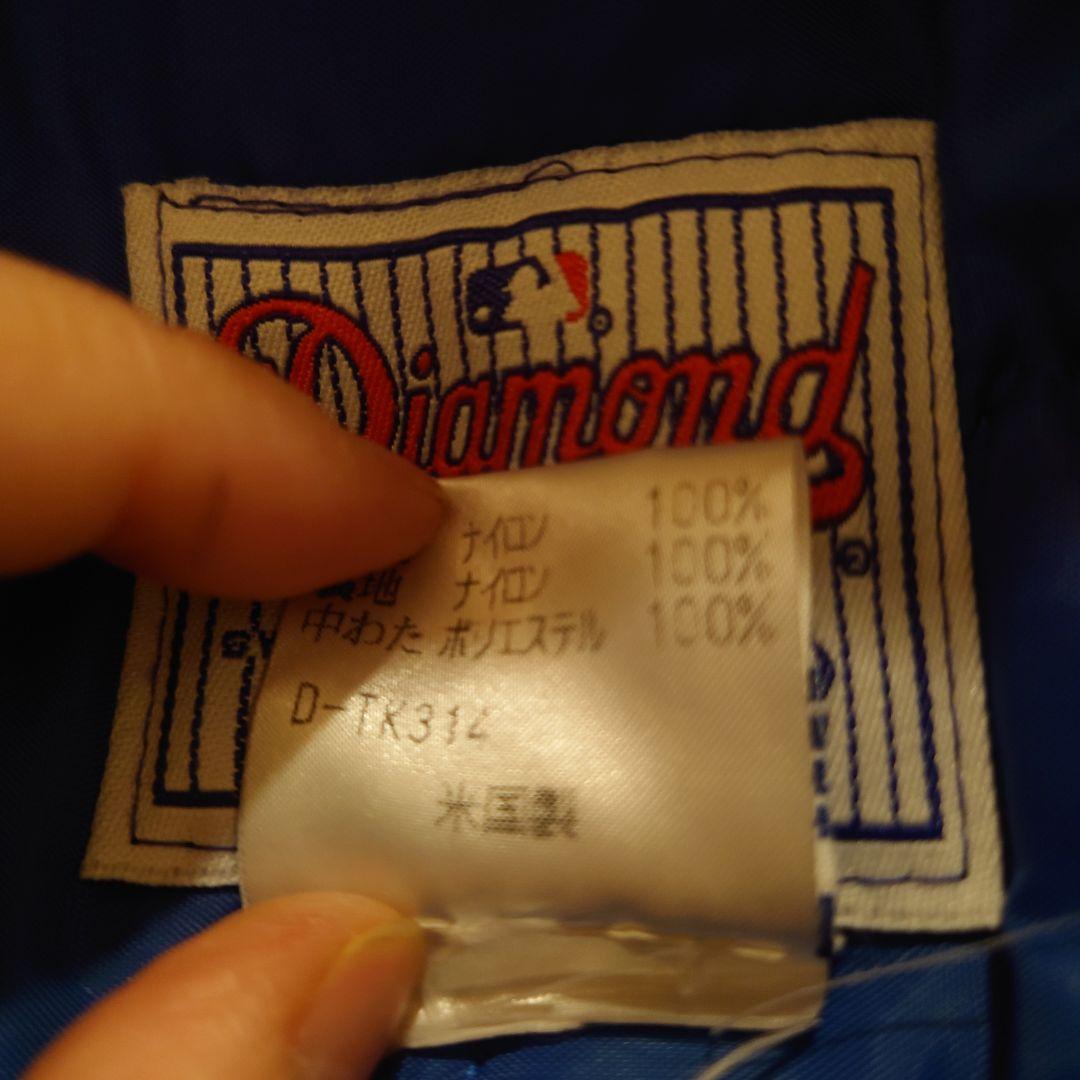 Diamond
ナイロン 100%
裏地 ナイロン 100%
中わた ポリエステル 100%
D-TK314
米国製